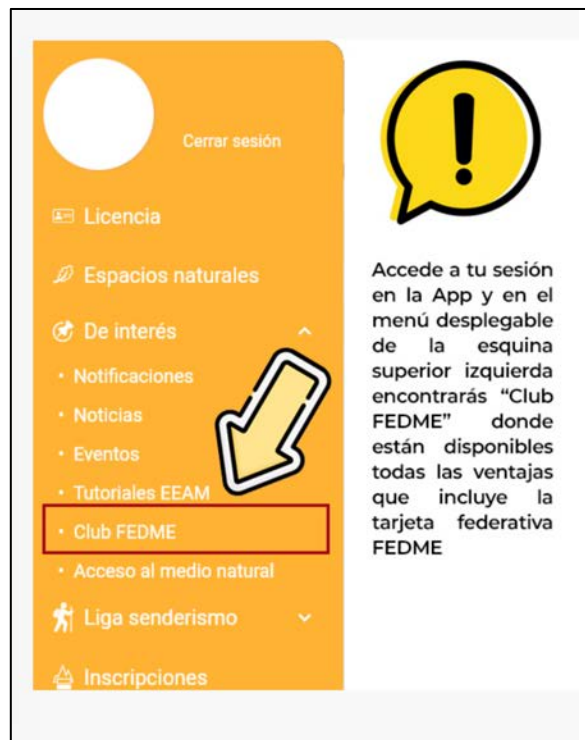 Cerrar sesión
Licencia
Espacios naturales
De interés
• Notificaciones
• Noticias
• Eventos
• Tutoriales EEAM
• Club FEDME
• Acceso al medio natural
Liga senderismo
Inscripciones
!
Accede a tu sesión
en la App y en el
menú desplegable
de la esquina
superior izquierda
encontrarás “Club
FEDME” donde
están disponibles
todas las ventajas
que incluye la
tarjeta federativa
FEDME